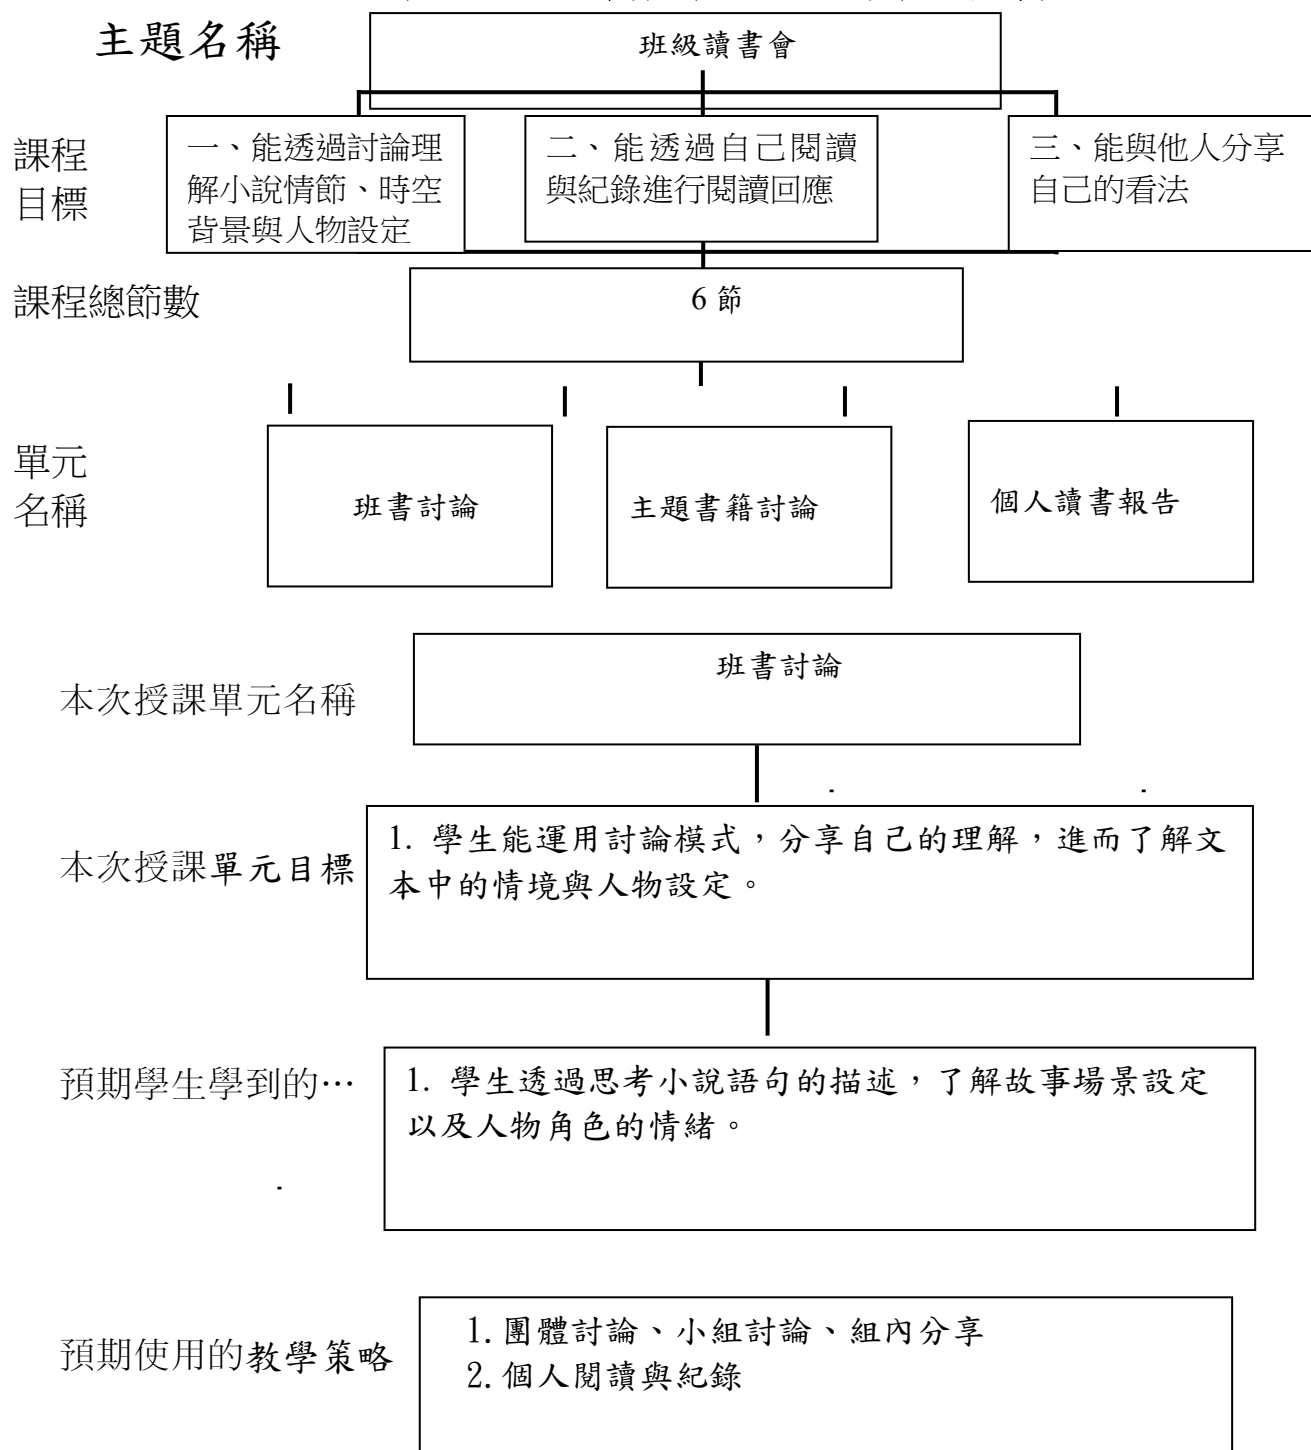 主題名稱
班級讀書會
課程
目標
一、能透過討論理
解小說情節、時空
背景與人物設定
二、能透過自己閱讀
與紀錄進行閱讀回應
三、能與他人分享
自己的看法
課程總節數
6 節
單元
名稱
班書討論
主題書籍討論
個人讀書報告
本次授課單元名稱
班書討論
本次授課單元目標
1. 學生能運用討論模式，分享自己的理解，進而了解文
本中的情境與人物設定。
預期學生學到的…
1. 學生透過思考小說語句的描述，了解故事場景設定
以及人物角色的情緒。
預期使用的教學策略
1. 團體討論、小組討論、組內分享
2. 個人閱讀與紀錄